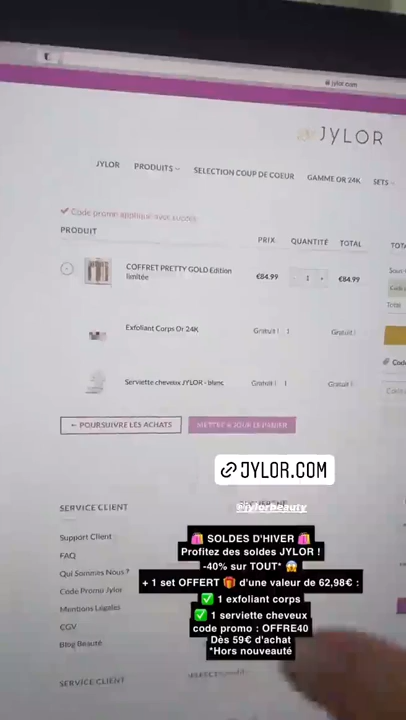 jylor.com
JYLOR
JYLOR PRODUITS SELECTION COUP DE COEUR GAMME OR 24K SETS
Code promo appliqué avec succès
PRODUIT PRIX QUANTITÉ TOTAL
COFFRET PRETTY GOLD Edition
limitée
€84.99 - 1 + €84.99
Exfoliant Corps Or 24K Gratuit ! 1 Gratuit !
Serviette cheveux JYLOR - blanc Gratuit ! 1 Gratuit !
← POURSUIVRE LES ACHATS METTRE À JOUR LE PANIER
JYLOR.COM
SERVICE CLIENT
@jylorbeauty
Support Client
FAQ
Qui Sommes Nous ?
Code Promo Jylor
Mentions Légales
CGV
Blog Beauté
SERVICE CLIENT
🛍️ SOLDES D'HIVER 🛍️
Profitez des soldes JYLOR !
-40% sur TOUT* 😱
+ 1 set OFFERT 🎁 d'une valeur de 62,98€ :
✅ 1 exfoliant corps
✅ 1 serviette cheveux
code promo : OFFRE40
Dès 59€ d'achat
*Hors nouveauté